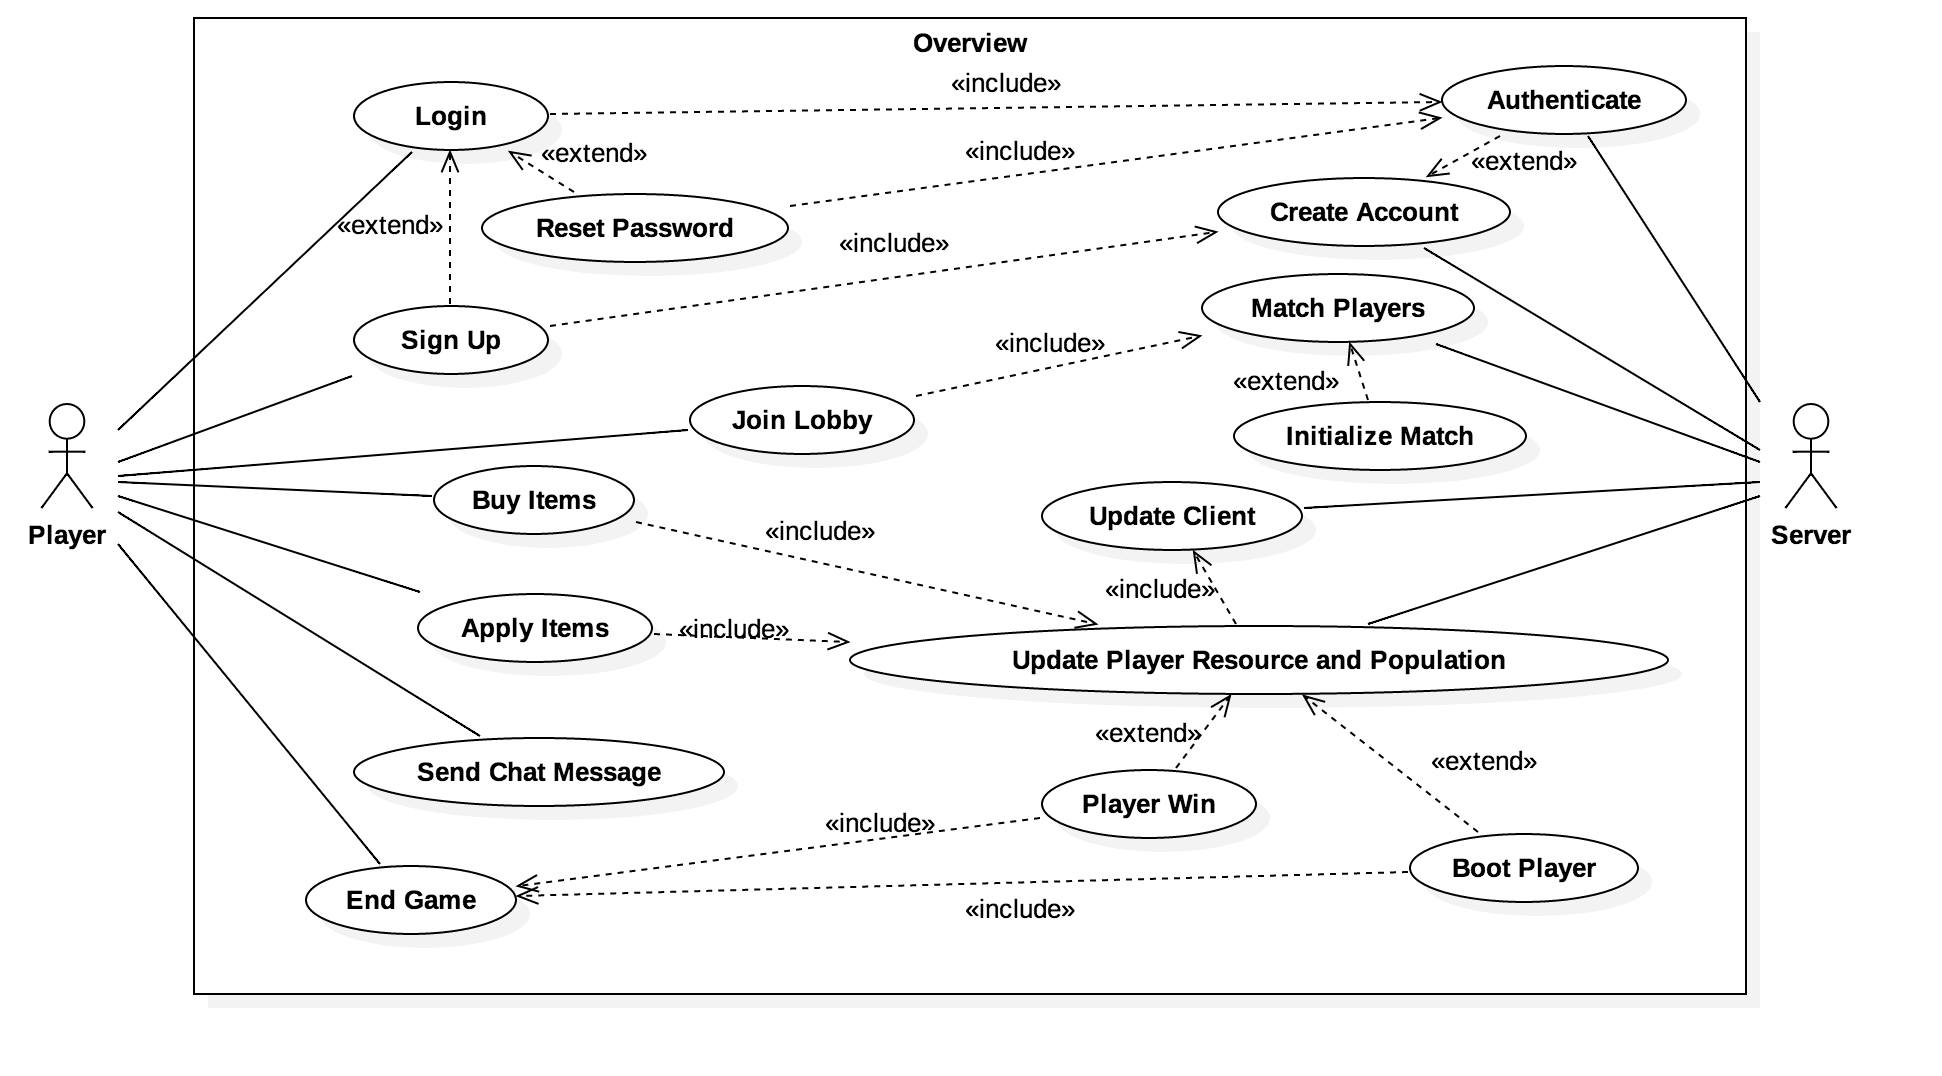 Overview
«include»
Login
Authenticate
«include»
«extend»
«extend»
Create Account
«extend»
Reset Password
«include»
Match Players
Sign Up
«include»
«extend»
Join Lobby
Initialize Match
Buy Items
Update Client
«include»
Player
Server
«include»
Apply Items
«include»
Update Player Resource and Population
«extend»
«extend»
Send Chat Message
Player Win
«include»
Boot Player
End Game
«include»